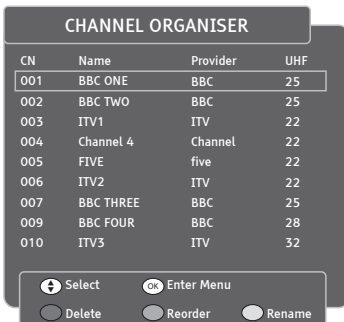 CHANNEL ORGANISER
CN Name Provider UHF
001 BBC ONE BBC 25
002 BBC TWO BBC 25
003 ITV1 ITV 22
004 Channel 4 Channel 22
005 FIVE five 22
006 ITV2 ITV 22
007 BBC THREE BBC 25
009 BBC FOUR BBC 28
010 ITV3 ITV 32
Select OK Enter Menu
Delete Reorder Rename